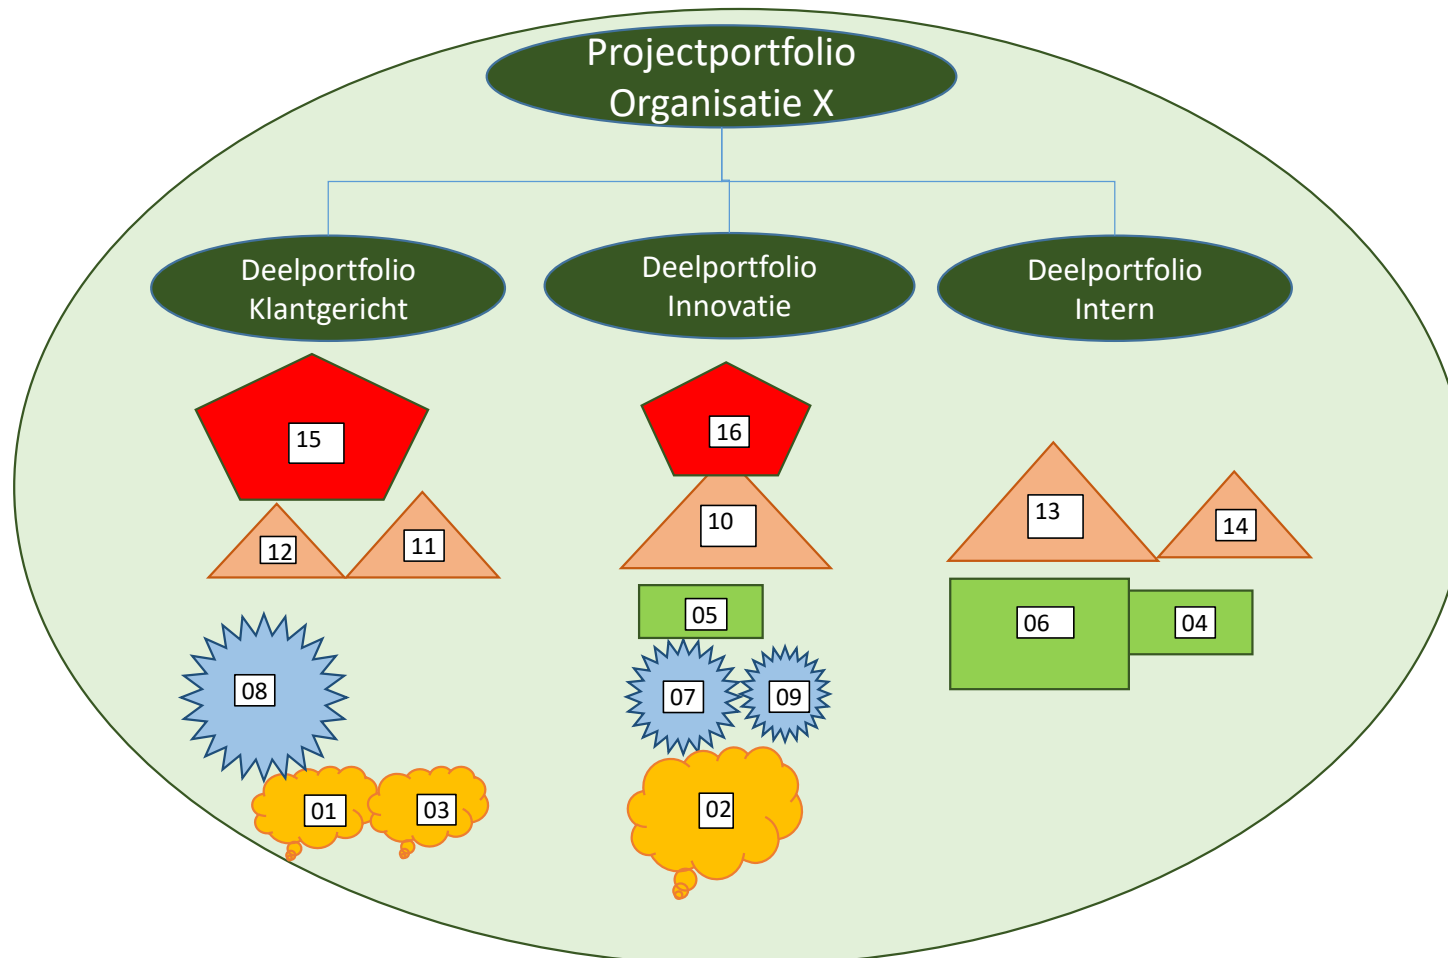 Projectportfolio
Organisatie X
Deelportfolio
Klantgericht
Deelportfolio
Innovatie
Deelportfolio
Intern
15
16
13
14
12
11
10
05
06
04
08
07
09
01
03
02